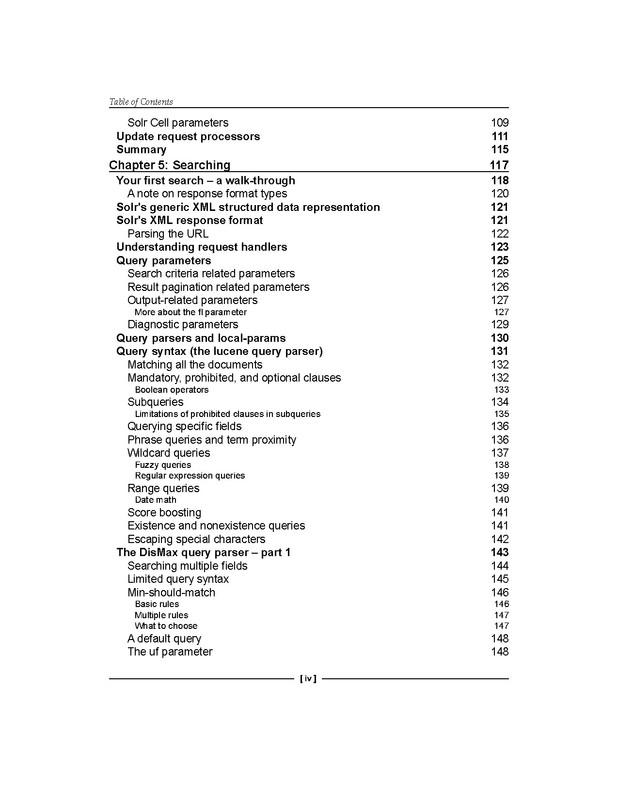 Table of Contents
Solr Cell parameters 109
Update request processors 111
Summary 115
Chapter 5: Searching 117
Your first search – a walk-through 118
A note on response format types 120
Solr's generic XML structured data representation 121
Solr's XML response format 121
Parsing the URL 122
Understanding request handlers 123
Query parameters 125
Search criteria related parameters 126
Result pagination related parameters 126
Output-related parameters 127
More about the fl parameter 127
Diagnostic parameters 129
Query parsers and local-params 130
Query syntax (the lucene query parser) 131
Matching all the documents 132
Mandatory, prohibited, and optional clauses 132
Boolean operators 133
Subqueries 134
Limitations of prohibited clauses in subqueries 135
Querying specific fields 136
Phrase queries and term proximity 136
Wildcard queries 137
Fuzzy queries 138
Regular expression queries 139
Range queries 139
Date math 140
Score boosting 141
Existence and nonexistence queries 141
Escaping special characters 142
The DisMax query parser – part 1 143
Searching multiple fields 144
Limited query syntax 145
Min-should-match 146
Basic rules 146
Multiple rules 147
What to choose 147
A default query 148
The uf parameter 148
[ iv ]